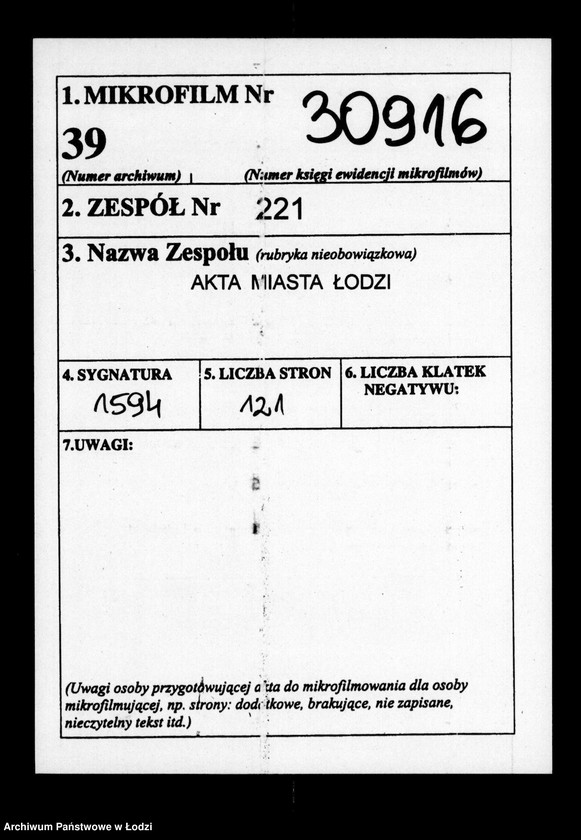 1. MIKROFILM Nr 30916
39
(Numer archiwum) (Numer księgi ewidencji mikrofilmów)
2. ZESPÓŁ Nr 221
3. Nazwa Zespołu (rubryka nieobowiązkowa)
AKTA MIASTA ŁODZI
4. SYGNATURA 5. LICZBA STRON 6. LICZBA KLATEK
NEGATYWU:
1594 121
7.UWAGI:
(Uwagi osoby przygotowującej akta do mikrofilmowania dla osoby
mikrofilmującej, np. strony: dodatkowe, brakujące, nie zapisane,
nieczytelny tekst itd.)
Archiwum Państwowe w Łodzi